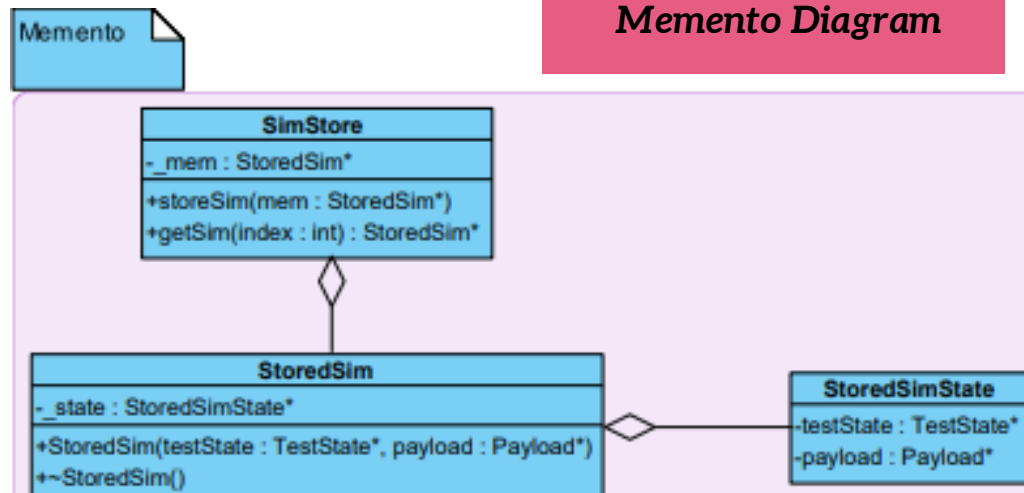 Memento
Memento Diagram
SimStore
-_mem : StoredSim*
+storeSim(mem : StoredSim*)
+getSim(index : int) : StoredSim*
StoredSim
-_state : StoredSimState*
+StoredSim(testState : TestState*, payload : Payload*)
+~StoredSim()
StoredSimState
-testState : TestState*
-payload : Payload*